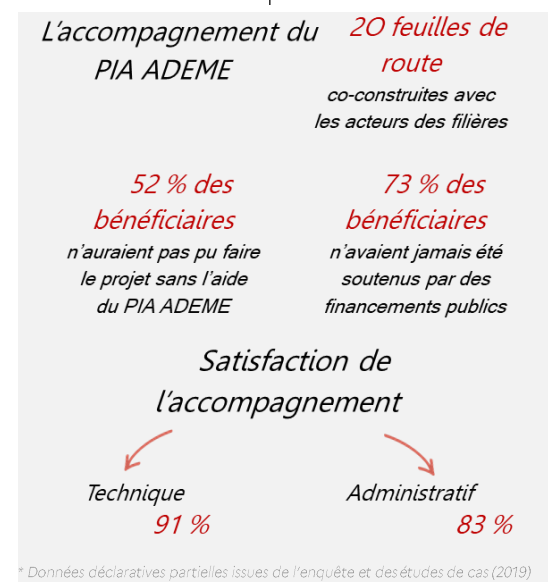 L'accompagnement du
PIA ADEME
20 feuilles de
route
co-construites avec
les acteurs des filières
52 % des
bénéficiaires
n'auraient pas pu faire
le projet sans l'aide
du PIA ADEME
73 % des
bénéficiaires
n'avaient jamais été
soutenus par des
financements publics
Satisfaction de
l'accompagnement
Technique
91 %
Administratif
83 %
* Données déclaratives partielles issues de l'enquête et des études de cas (2019)